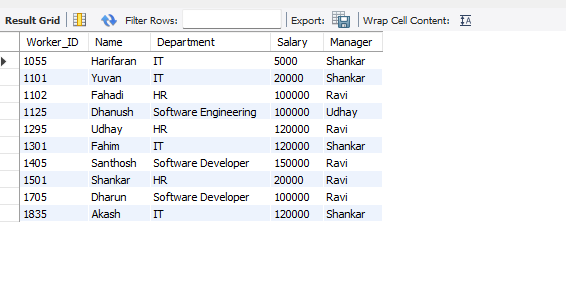 Result Grid Filter Rows: Export: Wrap Cell Content:
Worker_ID Name Department Salary Manager
1055 Harifaran IT 5000 Shankar
1101 Yuvan IT 20000 Shankar
1102 Fahadi HR 100000 Ravi
1125 Dhanush Software Engineering 100000 Udhay
1295 Udhay HR 120000 Ravi
1301 Fahim IT 120000 Shankar
1405 Santhosh Software Developer 150000 Ravi
1501 Shankar HR 20000 Ravi
1705 Dharun Software Developer 100000 Ravi
1835 Akash IT 120000 Shankar